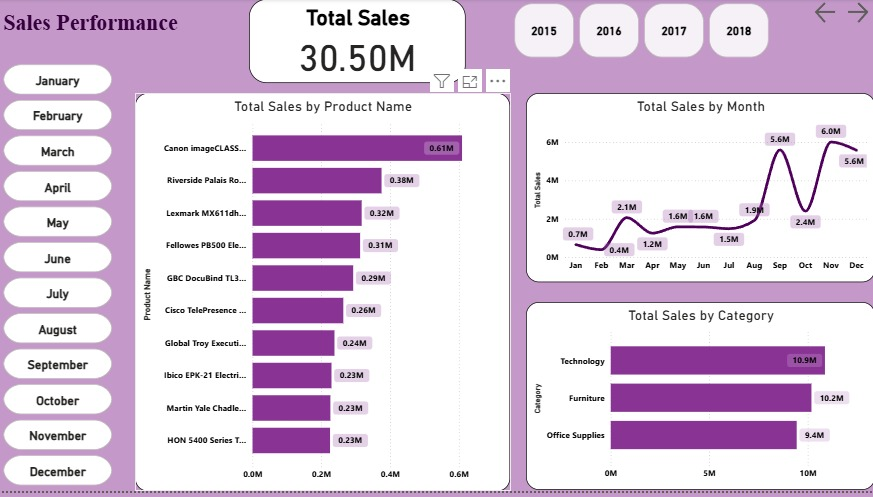 Sales Performance
Total Sales
30.50M
2015
2016
2017
2018
January
February
March
April
May
June
July
August
September
October
November
December
Total Sales by Product Name
Product Name
Canon imageCLASS... 0.61M
Riverside Palais Ro... 0.38M
Lexmark MX611dh... 0.32M
Fellowes PB500 Ele... 0.31M
GBC DocuBind TL3... 0.29M
Cisco TelePresence ... 0.26M
Global Troy Executi... 0.24M
Ibico EPK-21 Electri... 0.23M
Martin Yale Chadle... 0.23M
HON 5400 Series T... 0.23M
0.0M 0.2M 0.4M 0.6M
Total Sales by Month
Total Sales
6M
4M
2M
0M
0.7M
0.4M
2.1M
1.2M
1.6M
1.6M
1.5M
1.9M
5.6M
2.4M
6.0M
5.6M
Jan Feb Mar Apr May Jun Jul Aug Sep Oct Nov Dec
Total Sales by Category
Category
Technology 10.9M
Furniture 10.2M
Office Supplies 9.4M
0M 5M 10M